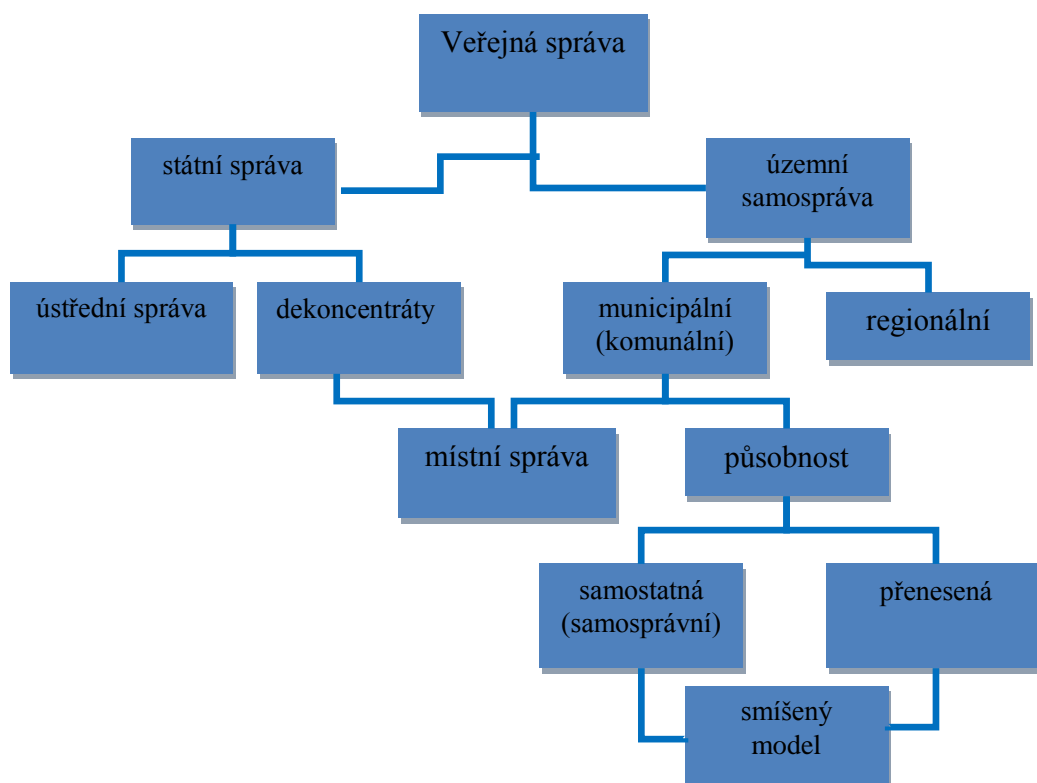 Veřejná správa
státní správa
územní
samospráva
ústřední správa
dekoncentráty
municipální
(komunální)
regionální
místní správa
působnost
samostatná
(samosprávní)
přenesená
smíšený
model